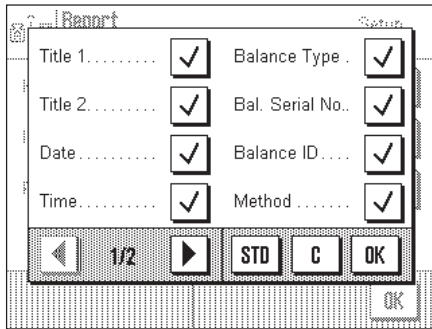 Report Setup
Title 1......... Balance Type .
Title 2......... Bal. Serial No..
Date.......... Balance ID....
Time.......... Method .......
1/2 STD C OK
OK